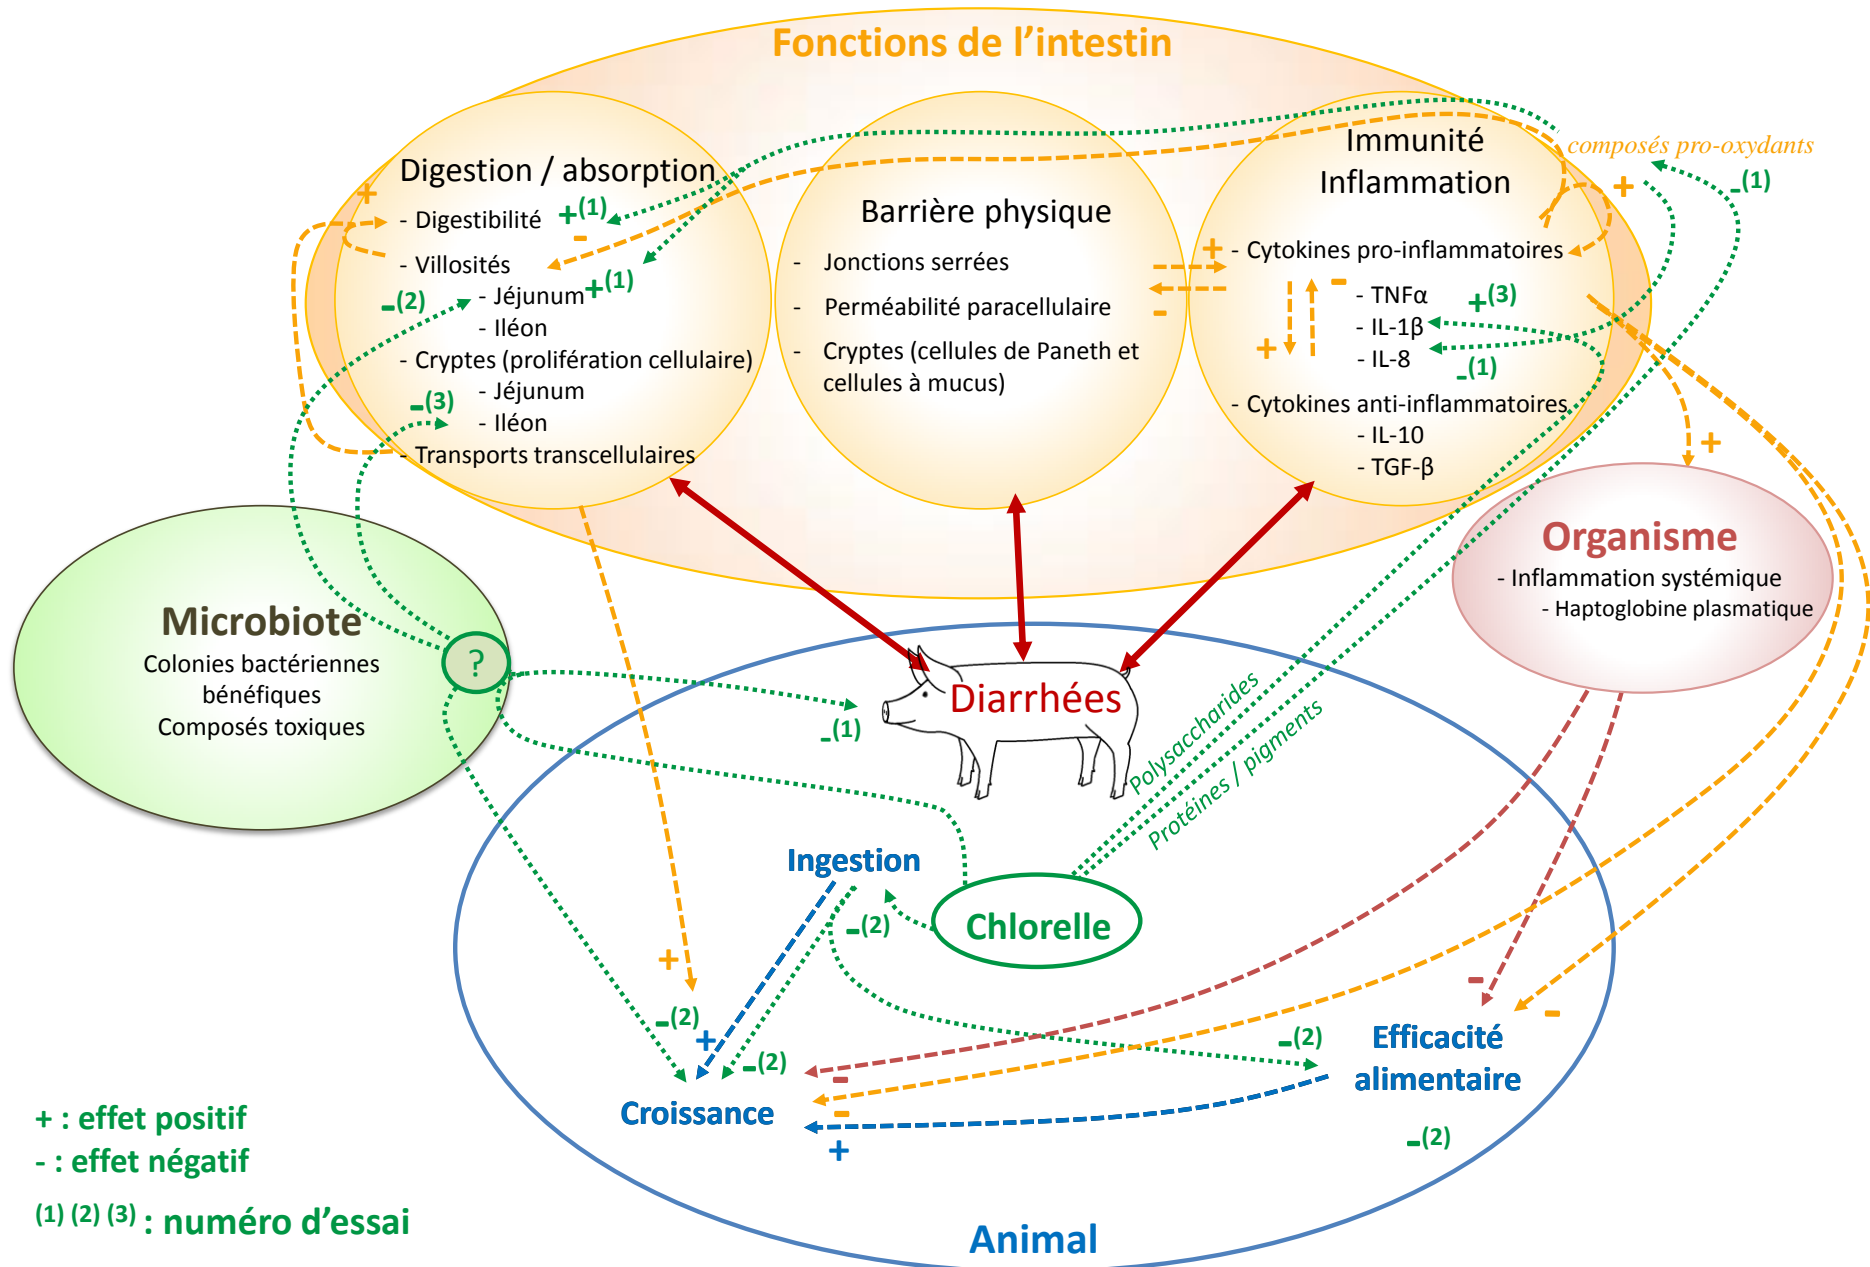 Fonctions de l'intestin
Digestion / absorption
+
- Digestibilité
+(1)
-
- Villosités
- Jéjunum
+(1)
-(2)
- Iléon
- Cryptes (prolifération cellulaire)
- Jéjunum
-(3)
- Iléon
- Transports transcellulaires
Barrière physique
- Jonctions serrées
- Perméabilité paracellulaire
- Cryptes (cellules de Paneth et
cellules à mucus)
+
-
Immunité
Inflammation
composés pro-oxydants
+
-(1)
- Cytokines pro-inflammatoires
-
- TNFα
+(3)
- IL-1β
+
- IL-8
-(1)
- Cytokines anti-inflammatoires
- IL-10
- TGF-β
+
Organisme
- Inflammation systémique
- Haptoglobine plasmatique
Microbiote
Colonies bactériennes
bénéfiques
Composés toxiques
?
Diarrhées
-(1)
Polysaccharides
Protéines / pigments
Ingestion
-(2)
Chlorelle
+
-(2)
+
-(2)
-
-
Croissance
+
-
-
-(2)
Efficacité
alimentaire
-(2)
Animal
+ : effet positif
- : effet négatif
(1) (2) (3) : numéro d'essai